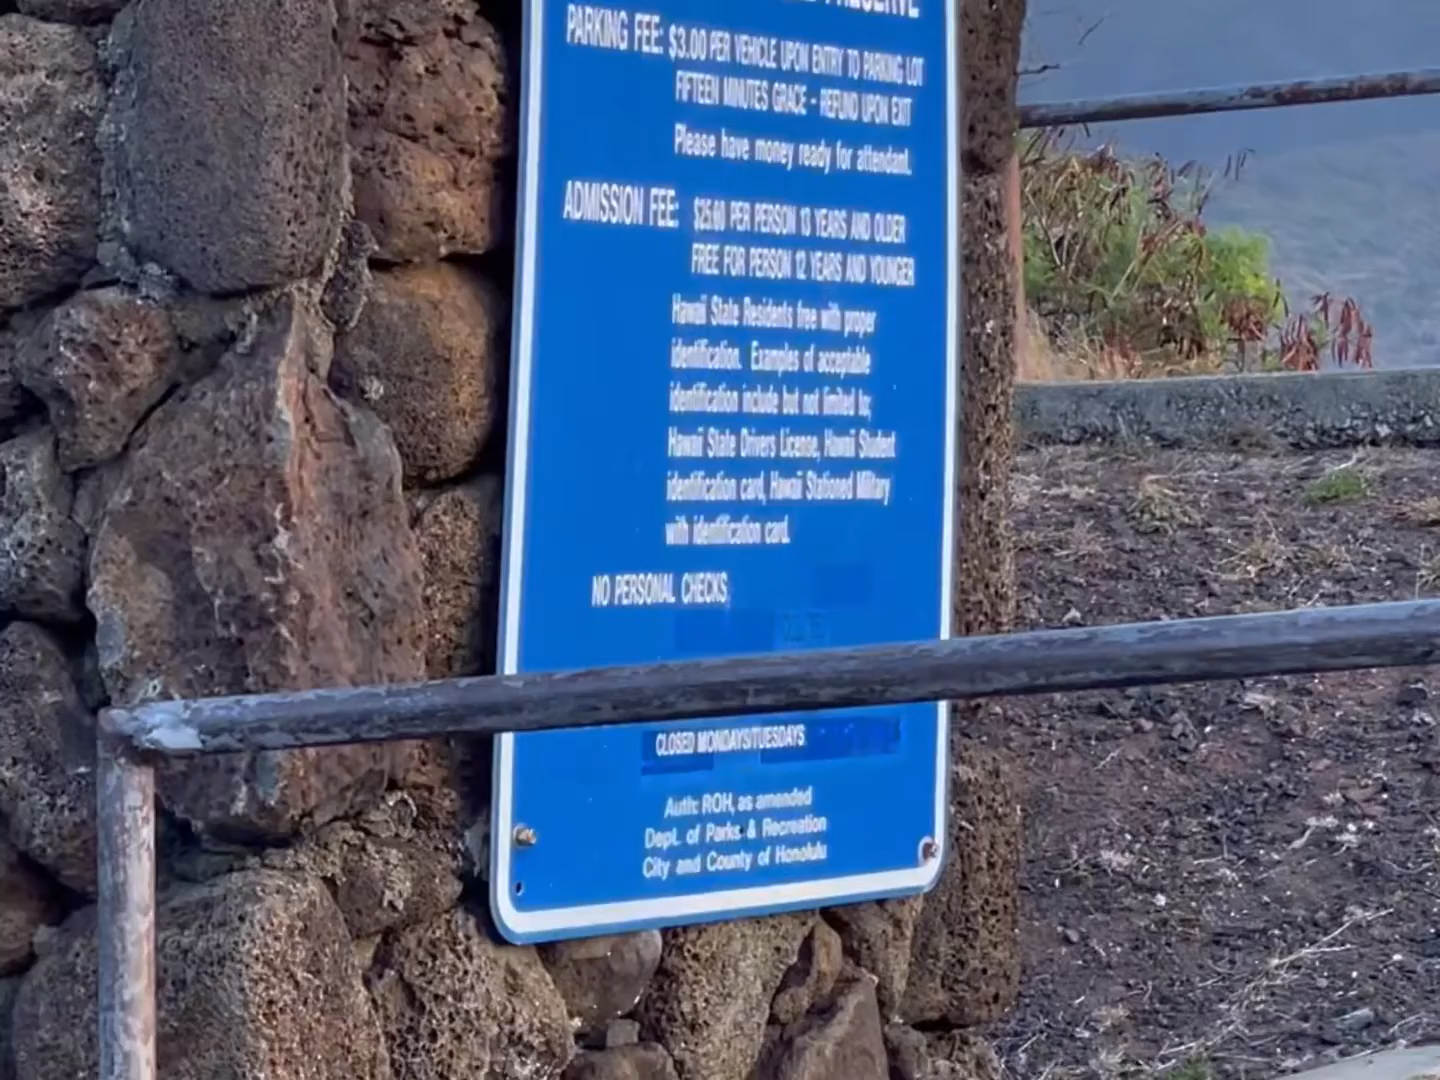 PRESERVE
PARKING FEE: $3.00 PER VEHICLE UPON ENTRY TO PARKING LOT
FIFTEEN MINUTES GRACE - REFUND UPON EXIT
Please have money ready for attendant.
ADMISSION FEE: $25.00 PER PERSON 13 YEARS AND OLDER
FREE FOR PERSON 12 YEARS AND YOUNGER
Hawaii State Residents free with proper
identification. Examples of acceptable
identification include but not limited to;
Hawaii State Drivers License, Hawaii Student
identification card, Hawaii Stationed Military
with identification card.
NO PERSONAL CHECKS
CLOSED MONDAYS/TUESDAYS
Auth: ROH, as amended
Dept. of Parks & Recreation
City and County of Honolulu